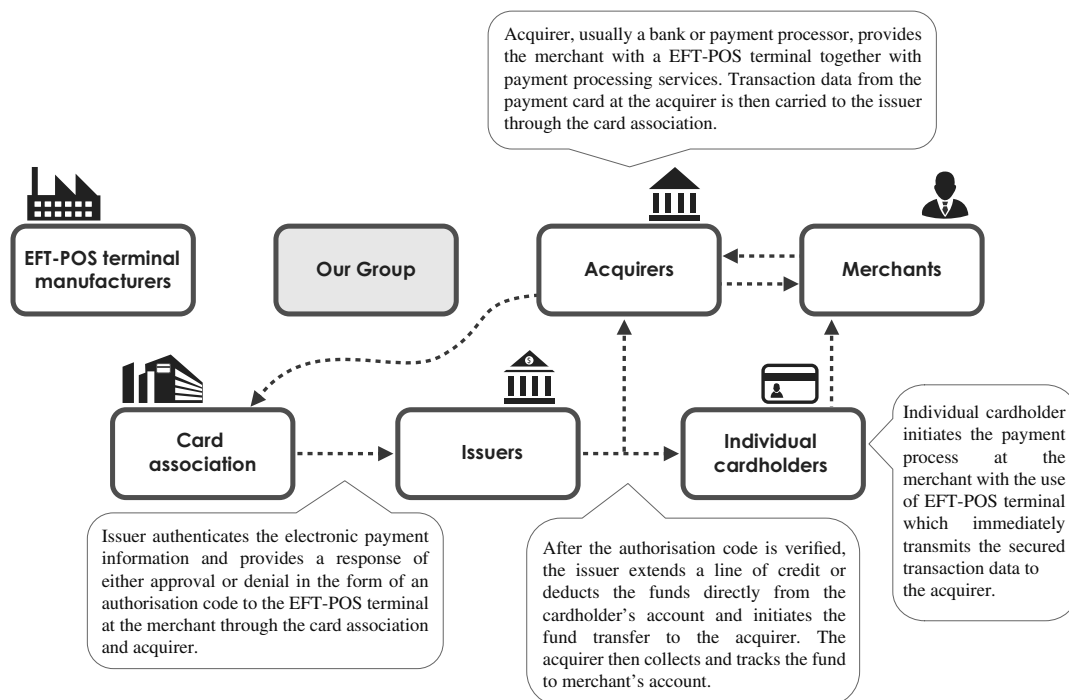 Acquirer, usually a bank or payment processor, provides
the merchant with a EFT-POS terminal together with
payment processing services. Transaction data from the
payment card at the acquirer is then carried to the issuer
through the card association.
EFT-POS terminal
manufacturers
Our Group
Acquirers
Merchants
$
Card
association
Issuers
Individual
cardholders
Individual cardholder
initiates the payment
process at the
merchant with the use
of EFT-POS terminal
which immediately
transmits the secured
transaction data to
the acquirer.
Issuer authenticates the electronic payment
information and provides a response of
either approval or denial in the form of an
authorisation code to the EFT-POS terminal
at the merchant through the card association
and acquirer.
After the authorisation code is verified,
the issuer extends a line of credit or
deducts the funds directly from the
cardholder's account and initiates the
fund transfer to the acquirer. The
acquirer then collects and tracks the fund
to merchant's account.